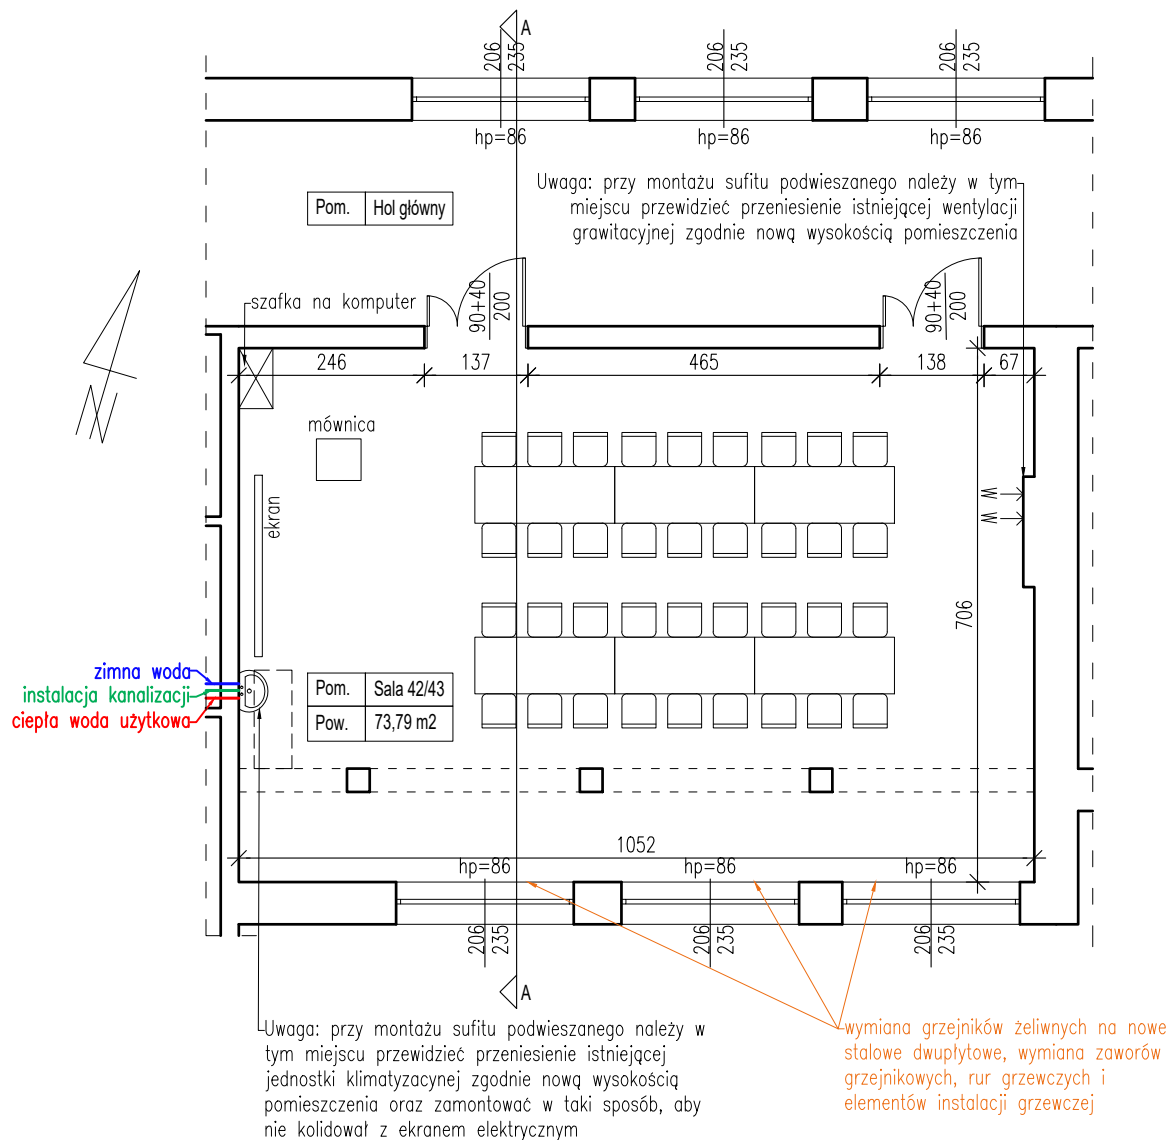 A
206
235
206
235
206
235
hp=86
hp=86
hp=86
Uwaga: przy montażu sufitu podwieszanego należy w tym
miejscu przewidzieć przeniesienie istniejącej wentylacji
grawitacyjnej zgodnie nową wysokością pomieszczenia
Pom. Hol główny
szafka na komputer
90+40
200
90+40
200
246
137
465
138
67
N
mównica
ekran
W
W
706
zimna woda
instalacja kanalizacji
ciepła woda użytkowa
Pom. Sala 42/43
Pow. 73,79 m2
1052
hp=86
hp=86
hp=86
206
235
206
235
206
235
A
Uwaga: przy montażu sufitu podwieszanego należy w
tym miejscu przewidzieć przeniesienie istniejącej
jednostki klimatyzacynej zgodnie nową wysokością
pomieszczenia oraz zamontować w taki sposób, aby
nie kolidował z ekranem elektrycznym
wymiana grzejników żeliwnych na nowe
stalowe dwupłytowe, wymiana zaworów
grzejnikowych, rur grzewczych i
elementów instalacji grzewczej